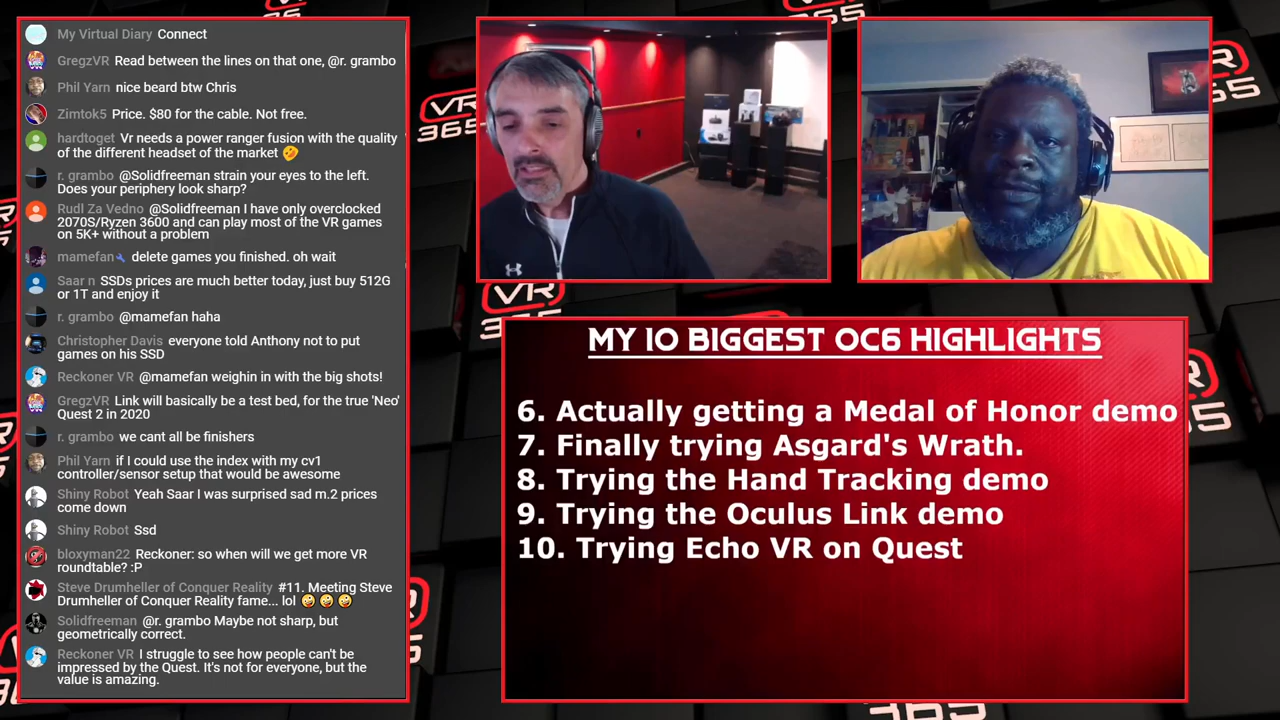 My Virtual Diary Connect
GregzVR Read between the lines on that one, @r. grambo
Phil Yarn nice beard btw Chris
Zimtok5 Price. $80 for the cable. Not free.
hardtoget Vr needs a power ranger fusion with the quality
of the different headset of the market 🤣
r. grambo @Solidfreeman strain your eyes to the left.
Does your periphery look sharp?
Rudl Za Vedno @Solidfreeman I have only overclocked
2070S/Ryzen 3600 and can play most of the VR games
on 5K+ without a problem
mamefan delete games you finished. oh wait
Saar n SSDs prices are much better today, just buy 512G
or 1T and enjoy it
r. grambo @mamefan haha
Christopher Davis everyone told Anthony not to put
games on his SSD
Reckoner VR @mamefan weighin in with the big shots!
GregzVR Link will basically be a test bed, for the true 'Neo'
Quest 2 in 2020
r. grambo we cant all be finishers
Phil Yarn if I could use the index with my cv1
controller/sensor setup that would be awesome
Shiny Robot Yeah Saar I was surprised sad m.2 prices
come down
Shiny Robot Ssd
bloxyman22 Reckoner: so when will we get more VR
roundtable? :P
Steve Drumheller of Conquer Reality #11. Meeting Steve
Drumheller of Conquer Reality fame... lol 🤪🤪🤪
Solidfreeman @r. grambo Maybe not sharp, but
geometrically correct.
Reckoner VR I struggle to see how people can't be
impressed by the Quest. It's not for everyone, but the
value is amazing.
VR
365
VR
MY 10 BIGGEST OC6 HIGHLIGHTS
6. Actually getting a Medal of Honor demo
7. Finally trying Asgard's Wrath.
8. Trying the Hand Tracking demo
9. Trying the Oculus Link demo
10. Trying Echo VR on Quest
365